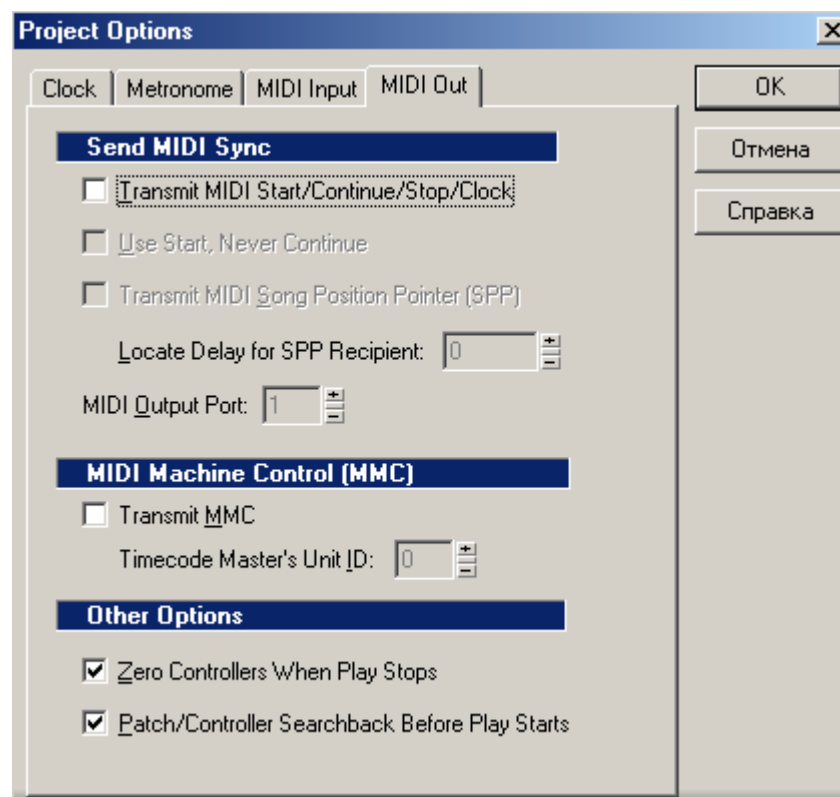 Project Options
Clock Metronome MIDI Input MIDI Out
OK
Отмена
Справка
Send MIDI Sync
Transmit MIDI Start/Continue/Stop/Clock
Use Start, Never Continue
Transmit MIDI Song Position Pointer (SPP)
Locate Delay for SPP Recipient: 0
MIDI Output Port: 1
MIDI Machine Control (MMC)
Transmit MMC
Timecode Master's Unit ID: 0
Other Options
Zero Controllers When Play Stops
Patch/Controller Searchback Before Play Starts